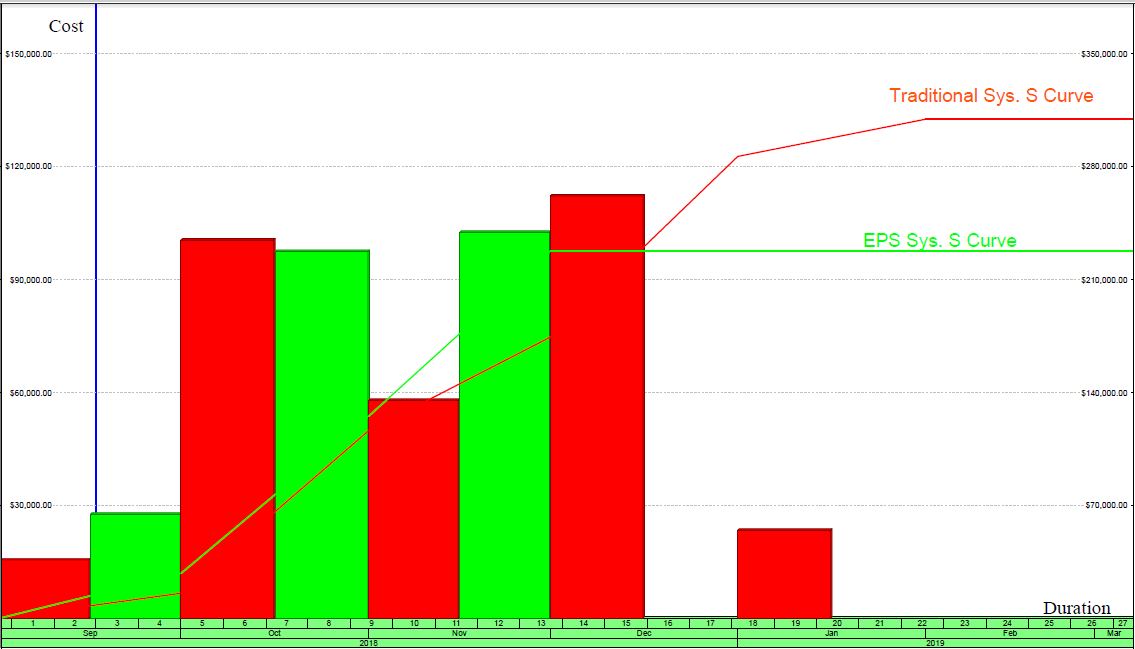 Cost
$150,000.00 $350,000.00
Traditional Sys. S Curve
$120,000.00 $280,000.00
EPS Sys. S Curve
$90,000.00 $210,000.00
$60,000.00 $140,000.00
$30,000.00 $70,000.00
Duration
1 2 3 4 5 6 7 8 9 10 11 12 13 14 15 16 17 18 19 20 21 22 23 24 25 26 27
Sep Oct Nov Dec Jan Feb Mar
2018 2019